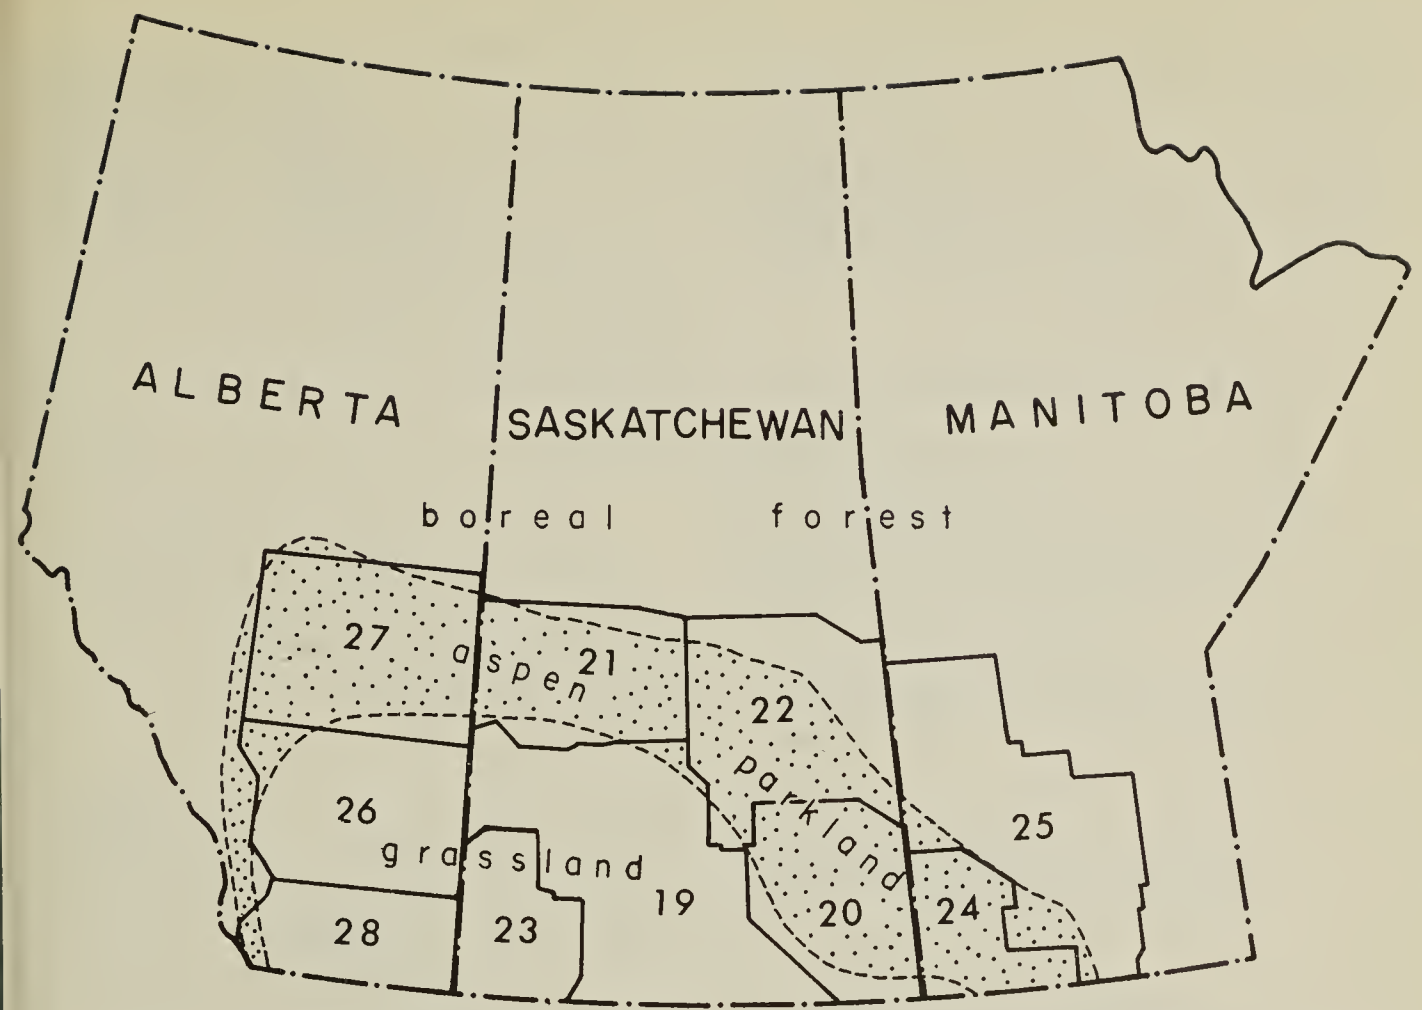 ALBERTA
SASKATCHEWAN
MANITOBA
boreal forest
27
aspen
21
22
parkland
26
25
grassland
19
20
24
28
23